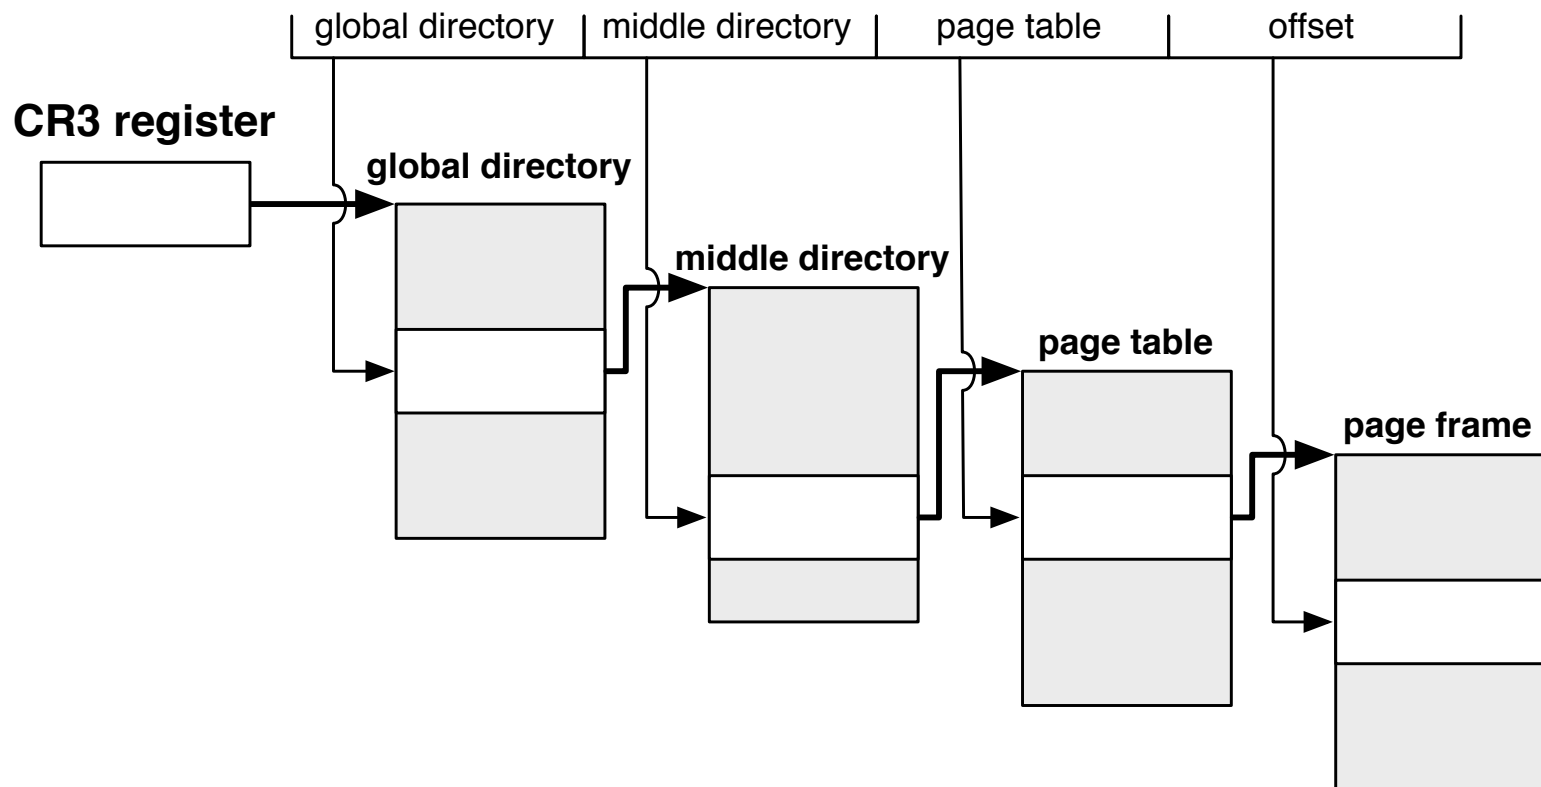 global directory middle directory page table offset
CR3 register
global directory
middle directory
page table
page frame